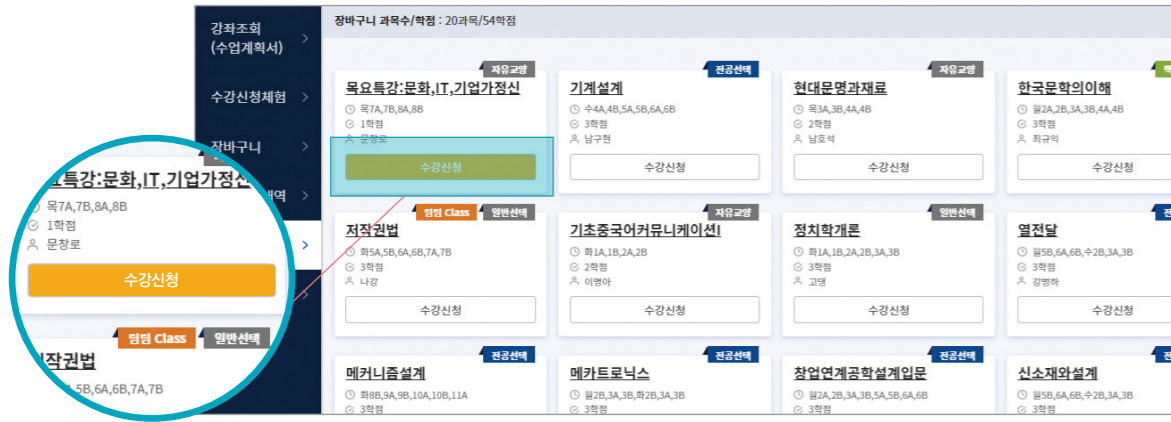 강좌조회
(수업계획서)
수강신청체험
장바구니
내역
장바구니 과목수/학점 : 20과목/54학점
자유교양
목요특강:문화,IT,기업가정신
목7A,7B,8A,8B
1학점
문창로
수강신청
전공선택
기계설계
수4A,4B,5A,5B,6A,6B
3학점
남구현
수강신청
자유교양
현대문명과재료
목3A,3B,4A,4B
2학점
남호석
수강신청
한국문학의이해
월2A,2B,3A,3B,4A,4B
3학점
최규익
수강신청
팀팀 Class
일반선택
저작권법
화5A,5B,6A,6B,7A,7B
3학점
나강
수강신청
자유교양
기초중국어커뮤니케이션I
화1A,1B,2A,2B
2학점
이명아
수강신청
일반선택
정치학개론
화1A,1B,2A,2B,3A,3B
3학점
고댕
수강신청
전
열전달
월5B,6A,6B,수2B,3A,3B
3학점
강병하
수강신청
전공선택
메커니즘설계
화8B,9A,9B,10A,10B,11A
3학점
전공선택
메카트로닉스
월2B,3A,3B,화2B,3A,3B
3학점
전공선택
창업연계공학설계입문
월2A,2B,3A,3B,5A,5B,6A,6B
3학점
전
신소재와설계
월5B,6A,6B,수2B,3A,3B
3학점
요특강:문화,IT,기업가정신
목7A,7B,8A,8B
1학점
문창로
수강신청
팀팀 Class
일반선택
저작권법
5B,6A,6B,7A,7B